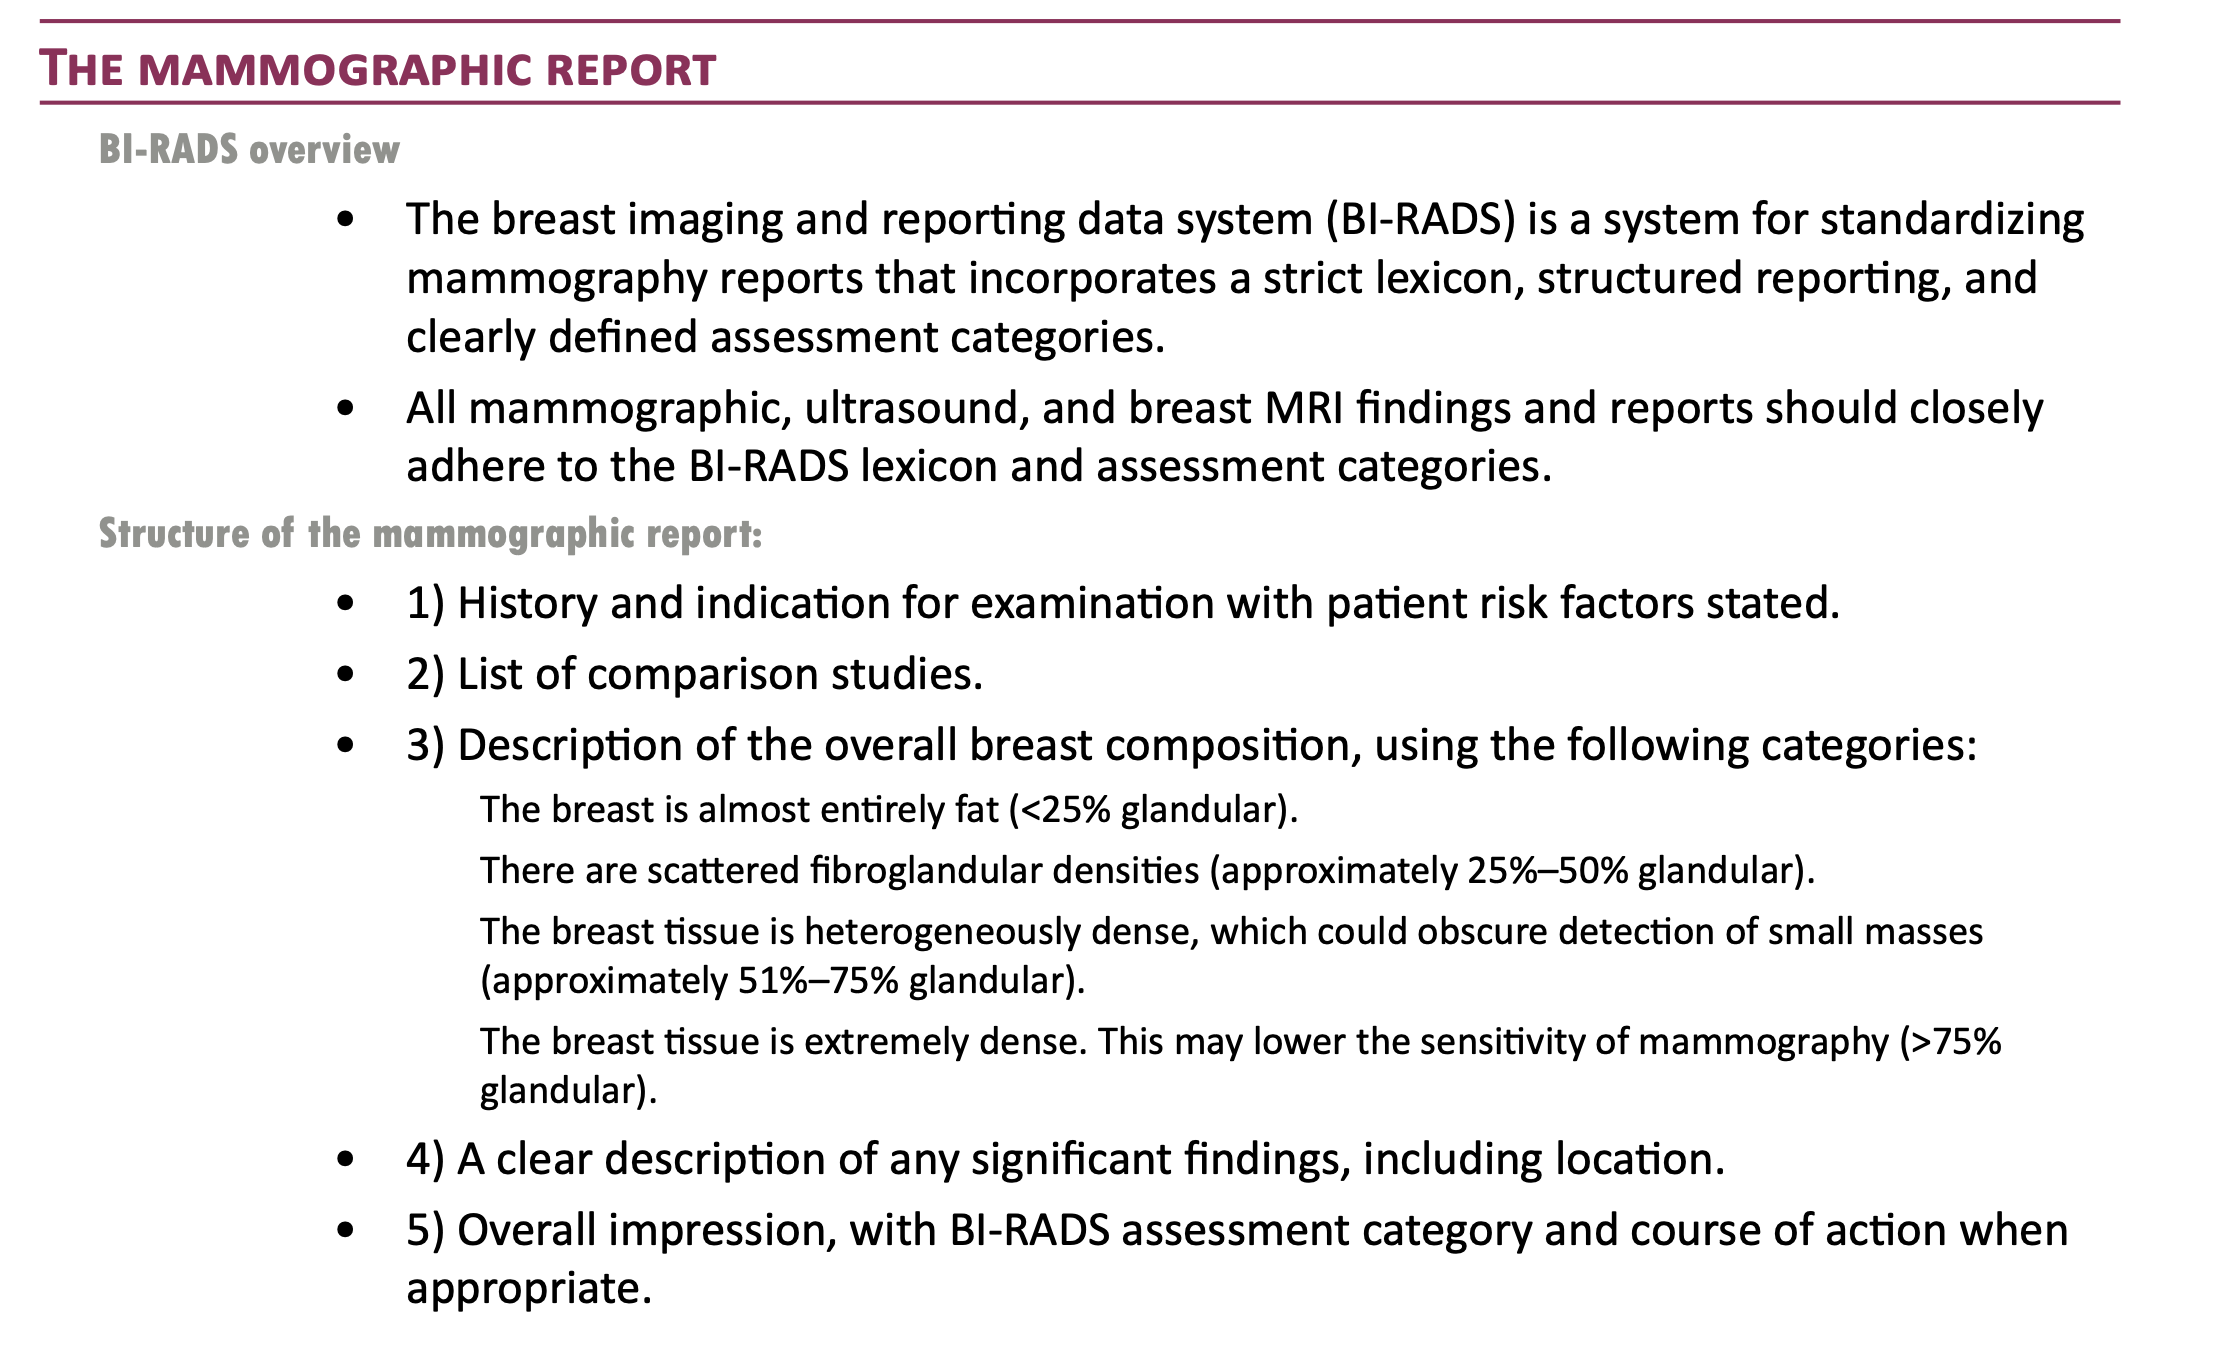 THE MAMMOGRAPHIC REPORT
BI-RADS overview
• The breast imaging and reporting data system (BI-RADS) is a system for standardizing
mammography reports that incorporates a strict lexicon, structured reporting, and
clearly defined assessment categories.
• All mammographic, ultrasound, and breast MRI findings and reports should closely
adhere to the BI-RADS lexicon and assessment categories.
Structure of the mammographic report:
• 1) History and indication for examination with patient risk factors stated.
• 2) List of comparison studies.
• 3) Description of the overall breast composition, using the following categories:
The breast is almost entirely fat (<25% glandular).
There are scattered fibroglandular densities (approximately 25%–50% glandular).
The breast tissue is heterogeneously dense, which could obscure detection of small masses
(approximately 51%–75% glandular).
The breast tissue is extremely dense. This may lower the sensitivity of mammography (>75%
glandular).
• 4) A clear description of any significant findings, including location.
• 5) Overall impression, with BI-RADS assessment category and course of action when
appropriate.